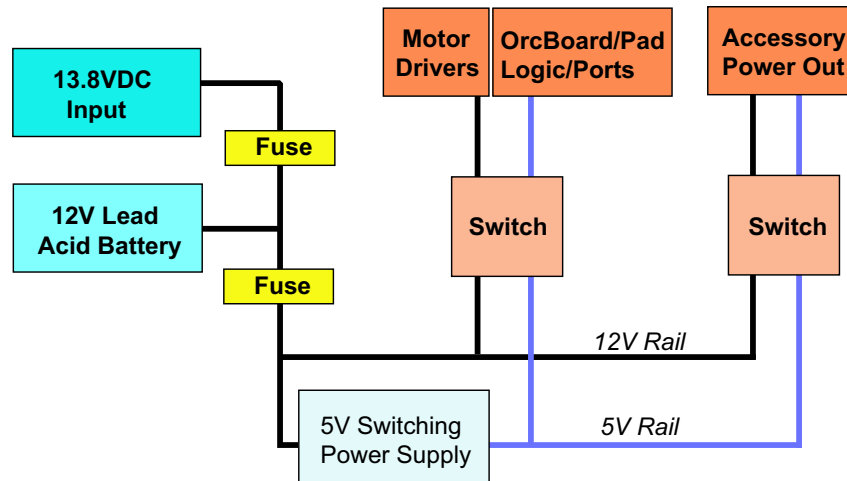 13.8VDC
Input
Fuse
12V Lead
Acid Battery
Fuse
Motor
Drivers
OrcBoard/Pad
Logic/Ports
Accessory
Power Out
Switch
Switch
12V Rail
5V Switching
Power Supply
5V Rail